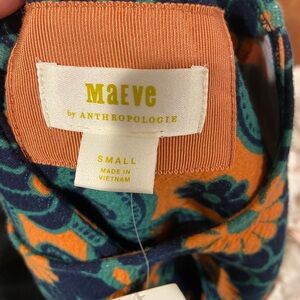 MaEve
by ANTHROPOLOGIE
SMALL
MADE IN
VIETNAM